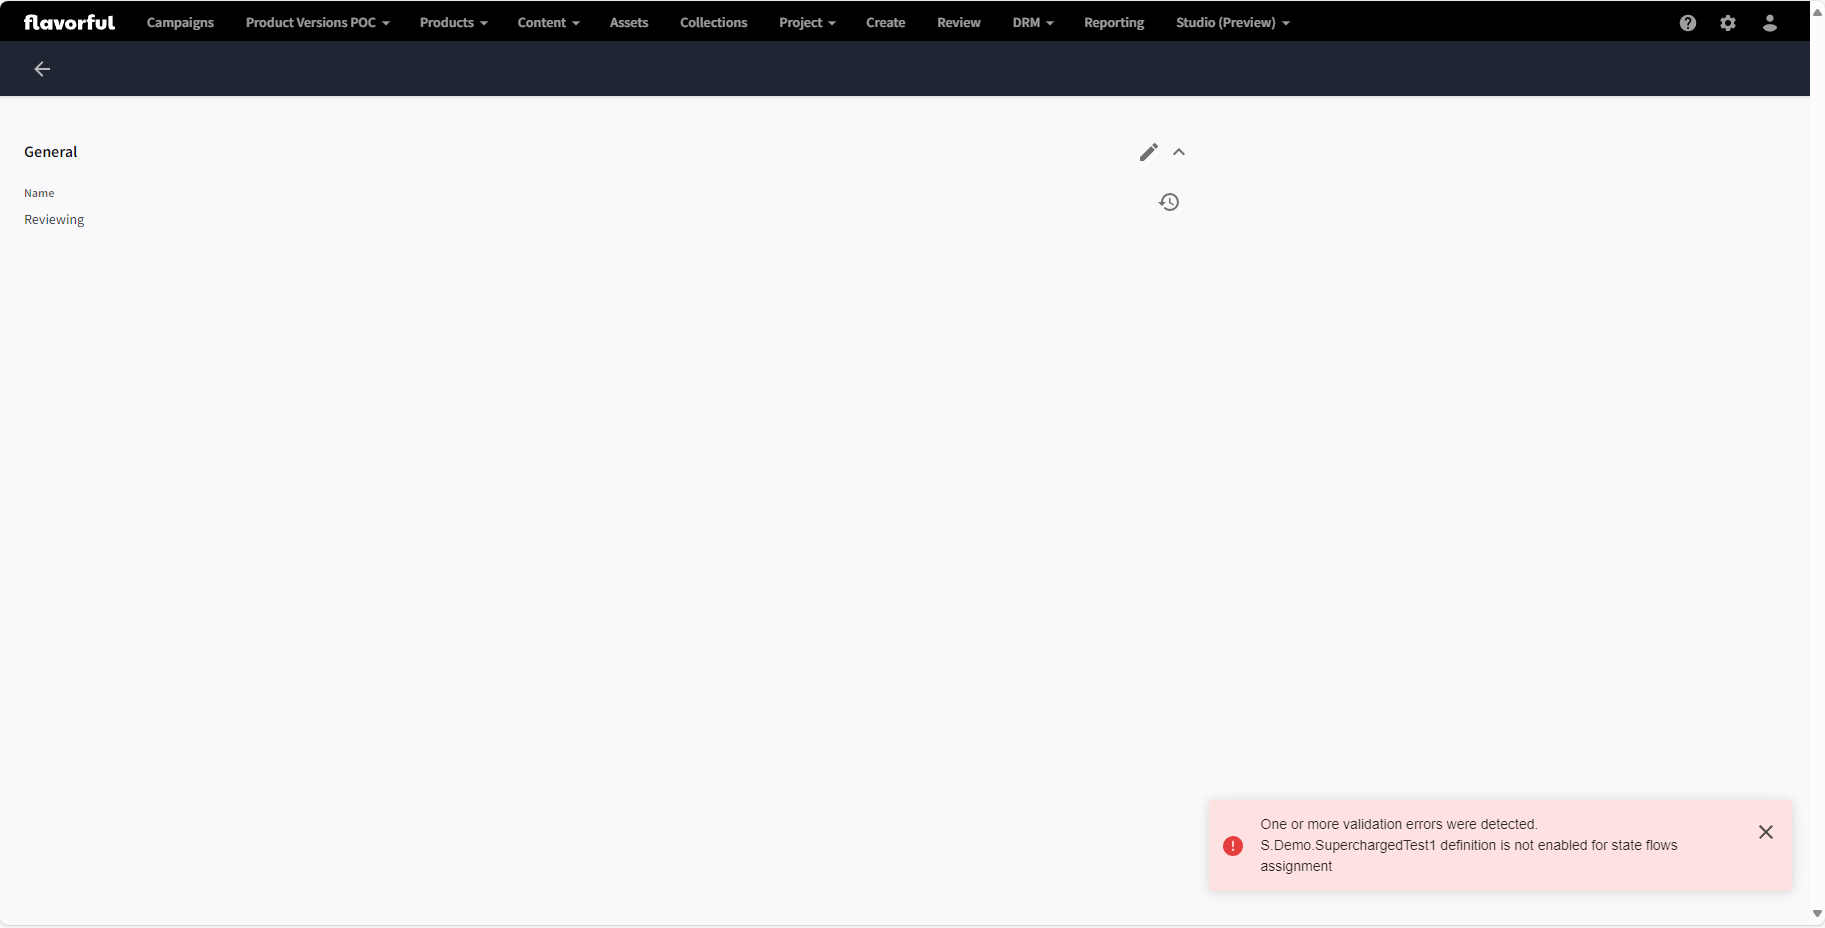 flavorful Campaigns Product Versions POC Products Content Assets Collections Project Create Review DRM Reporting Studio (Preview)
General
Name
Reviewing
One or more validation errors were detected.
S.Demo.SuperchargedTest1 definition is not enabled for state flows
assignment